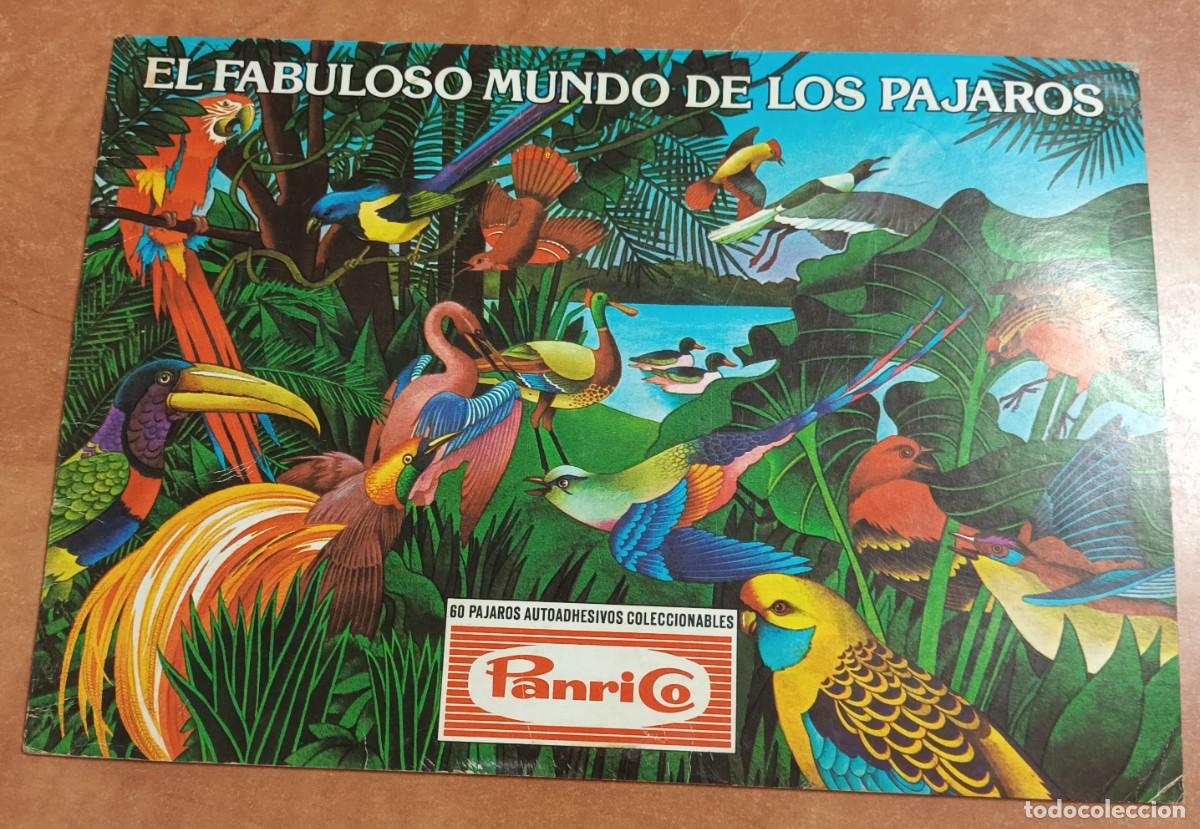 EL FABULOSO MUNDO DE LOS PAJAROS
60 PAJAROS AUTOADHESIVOS COLECCIONABLES
PanriCo
todocoleccion